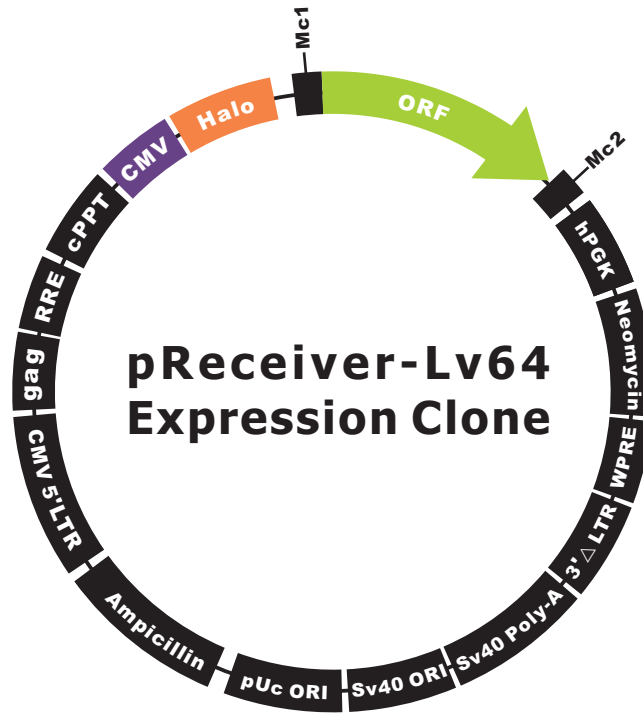 Mc1
ORF
Mc2
hPGK
Neomycin
WPRE
3'△ LTR
Sv40 Poly-A
Sv40 ORI
pUc ORI
Ampicillin
CMV 5'LTR
gag
RRE
cPPT
CMV
Halo
pReceiver-Lv64
Expression Clone